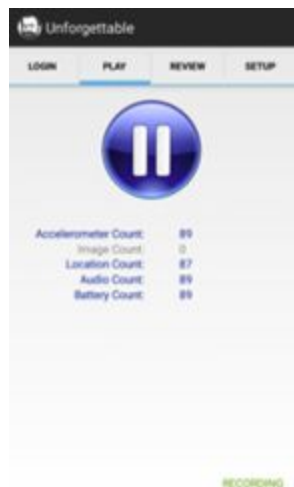 Unforgettable
LOGIN PLAY REVIEW SETUP
Accelerometer Count: 89
Image Count: 0
Location Count: 87
Audio Count: 89
Battery Count: 89
RECORDING